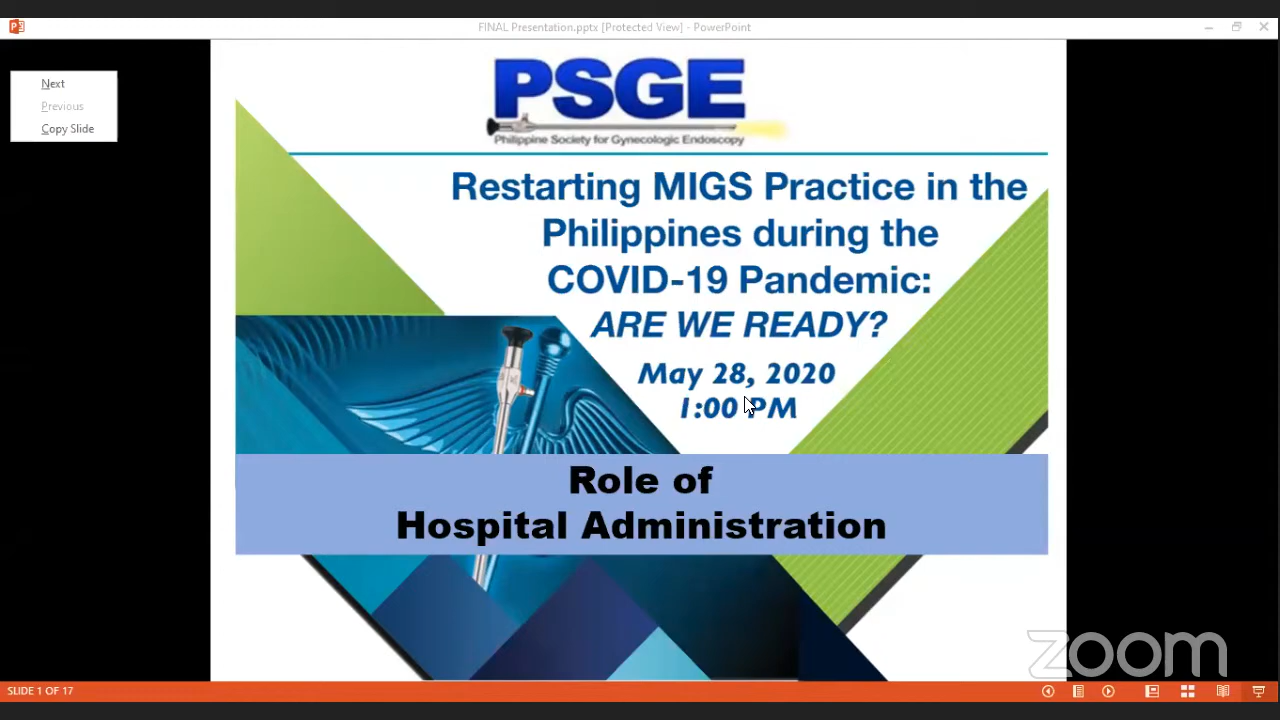 FINAL Presentation.pptx [Protected View] - PowerPoint
Next
Previous
Copy Slide
PSGE
Philippine Society for Gynecologic Endoscopy
Restarting MIGS Practice in the
Philippines during the
COVID-19 Pandemic:
ARE WE READY?
May 28, 2020
1:00 PM
Role of
Hospital Administration
zoom
SLIDE 1 OF 17